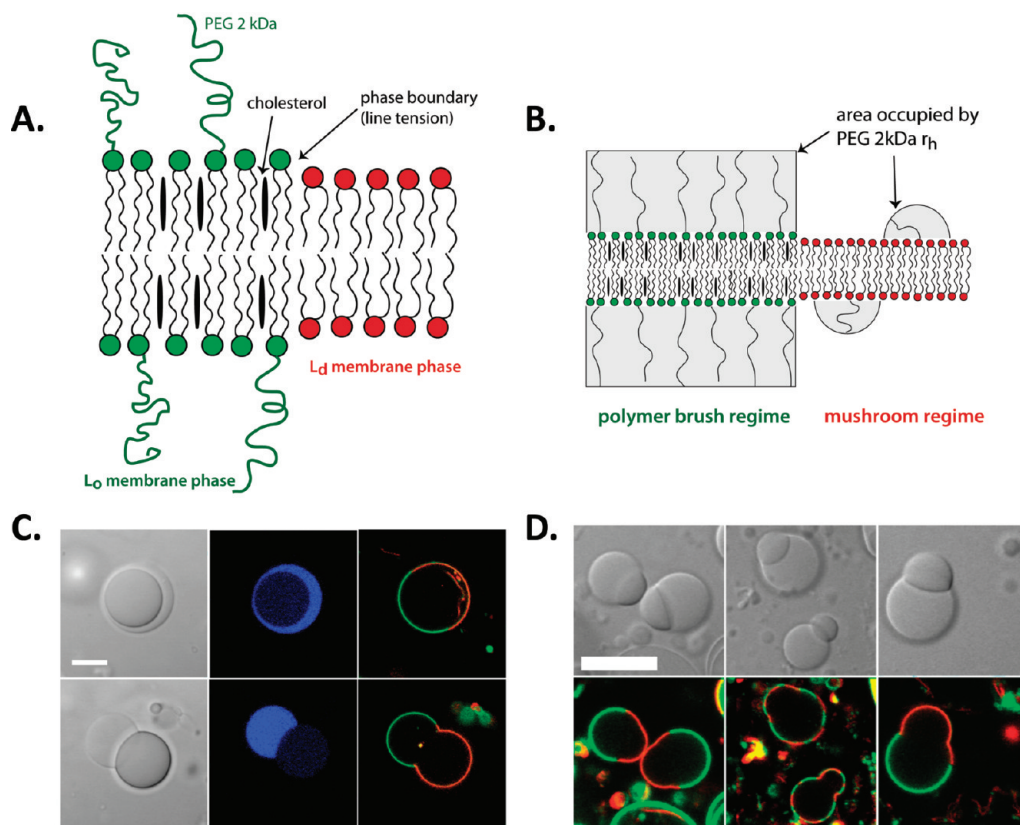 PEG 2 kDa
A.
cholesterol
phase boundary
(line tension)
Ld membrane phase
Lo membrane phase
B.
area occupied by
PEG 2kDa rh
polymer brush regime
mushroom regime
C.
D.